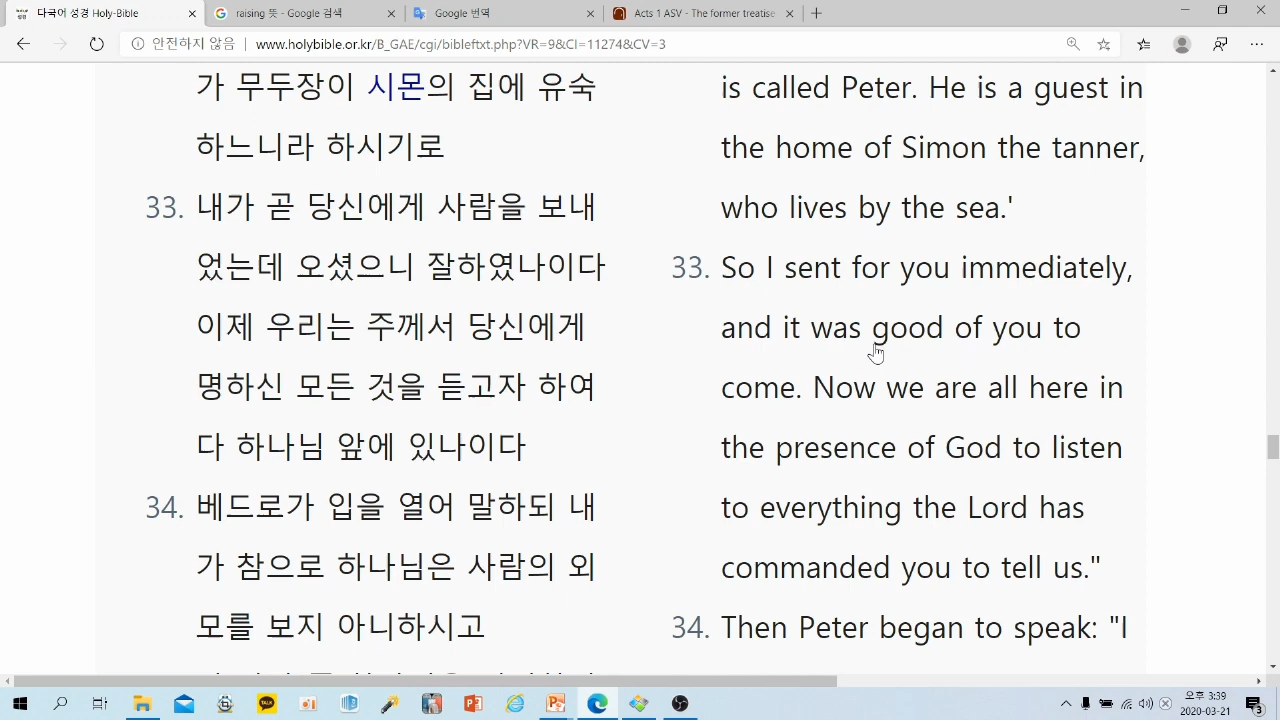 다국어 성경 Holy-Bible
raising 뜻 - Google 검색
Google 번역
Acts 1 ASV - The former treatise
안전하지 않음
www.holybible.or.kr/B_GAE/cgi/bibleftxt.php?VR=9&CI=11274&CV=3
가 무두장이 시몬의 집에 유숙
하느니라 하시기로
33. 내가 곧 당신에게 사람을 보내
었는데 오셨으니 잘하였나이다
이제 우리는 주께서 당신에게
명하신 모든 것을 듣고자 하여
다 하나님 앞에 있나이다
34. 베드로가 입을 열어 말하되 내
가 참으로 하나님은 사람의 외
모를 보지 아니하시고
is called Peter. He is a guest in
the home of Simon the tanner,
who lives by the sea.'
33. So I sent for you immediately,
and it was good of you to
come. Now we are all here in
the presence of God to listen
to everything the Lord has
commanded you to tell us."
34. Then Peter began to speak: "I
TALK
오후 3:39
2020-03-21
3